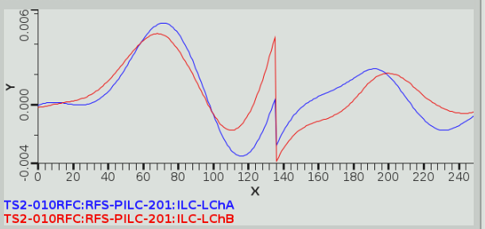 0.006
Y
0.000
-0.004
0 20 40 60 80 100 120 140 160 180 200 220 240
X
TS2-010RFC:RFS-PILC-201:ILC-LChA
TS2-010RFC:RFS-PILC-201:ILC-LChB